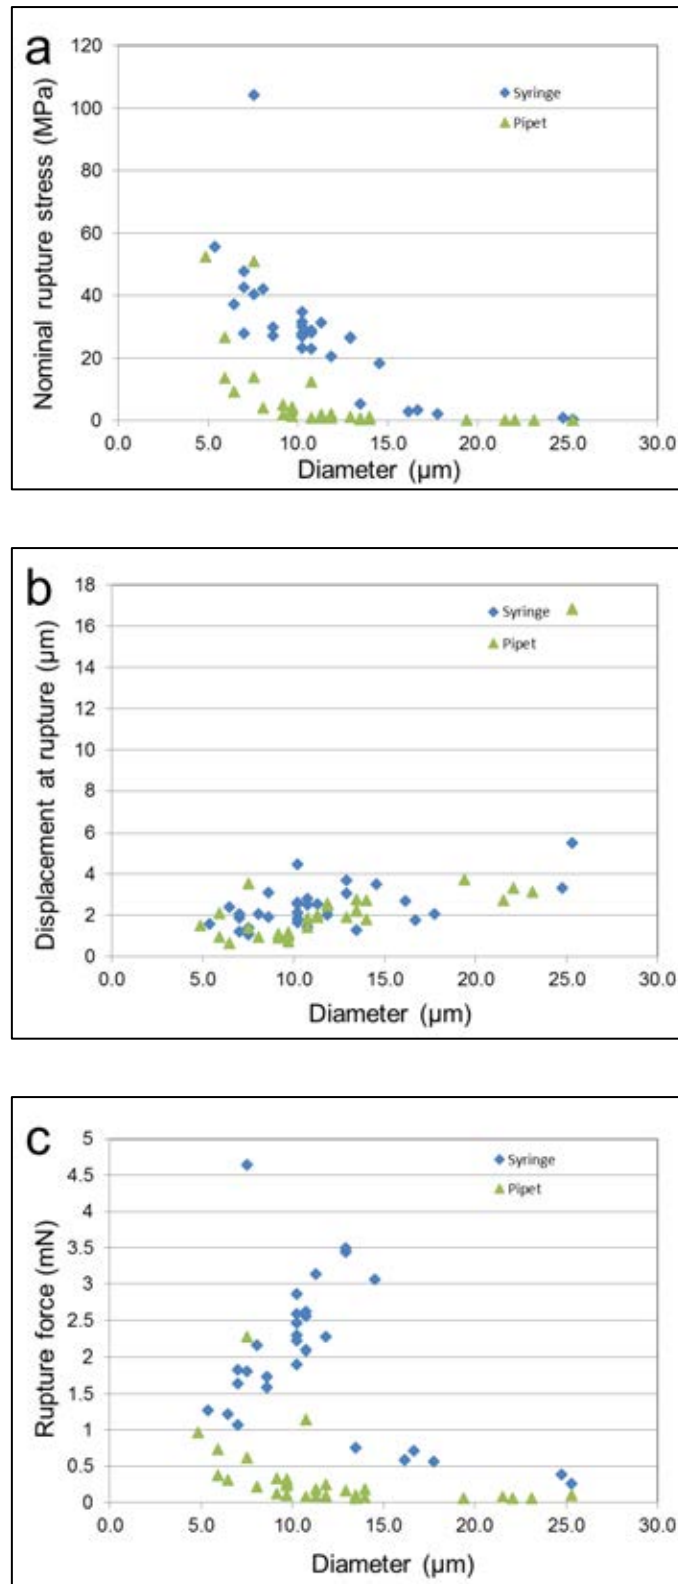 a
120
100
80
60
40
20
0
Nominal rupture stress (MPa)
Syringe
Pipet
0.0 5.0 10.0 15.0 20.0 25.0 30.0
Diameter (µm)
b
18
16
14
12
10
8
6
4
2
0
Displacement at rupture (µm)
Syringe
Pipet
0.0 5.0 10.0 15.0 20.0 25.0 30.0
Diameter (µm)
c
5
4.5
4
3.5
3
2.5
2
1.5
1
0.5
0
Rupture force (mN)
Syringe
Pipet
0.0 5.0 10.0 15.0 20.0 25.0 30.0
Diameter (µm)